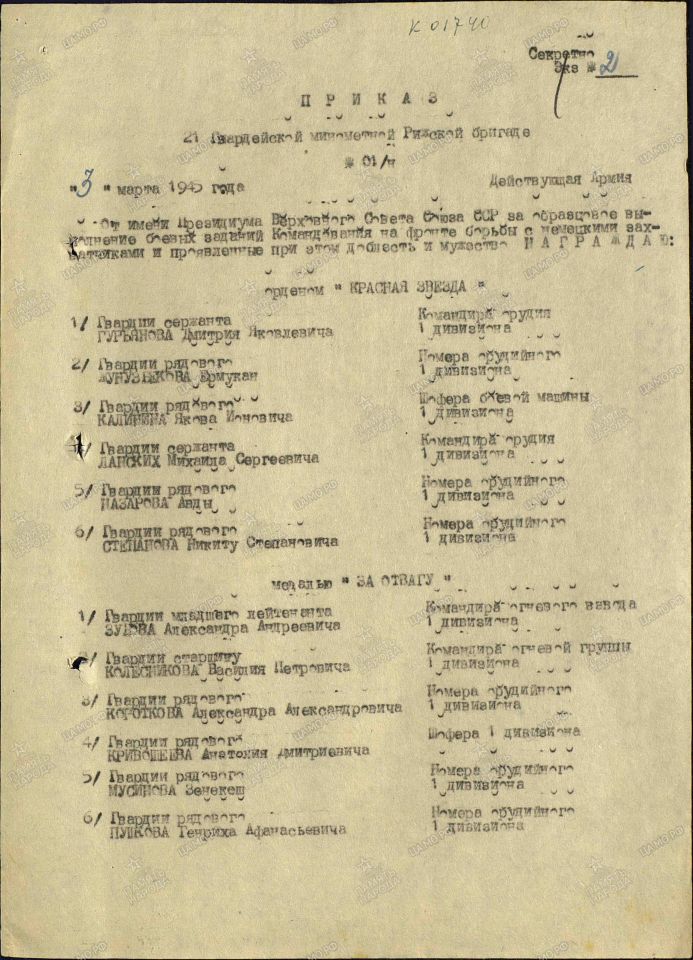 К 01740
Секретно
Экз № 2
П Р И К А З
21 Гвардейской минометной Рижской бригаде
№ 01/н
"3" марта 1945 года Действующая Армия
От имени Президиума Верховного Совета Союза ССР за образцовое вы-
полнение боевых заданий Командования на фронте борьбы с немецкими зах-
ватчиками и проявленные при этом доблесть и мужество Н А Г Р А Ж Д А Ю:
орденом " КРАСНАЯ ЗВЕЗДА "
1/ Гвардии сержанта Командира орудия
ГУРЬЯНОВА Дмитрия Яковлевича 1 дивизиона
2/ Гвардии рядового Номера орудийного
ЖУНУЗБЕКОВА Ермукан 1 дивизиона
3/ Гвардии рядового Шофера боевой машины
КАЛИНИНА Якова Ионовича 1 дивизиона
4/ Гвардии сержанта Командира орудия
ЛАНСКИХ Михаила Сергеевича 1 дивизиона
5/ Гвардии рядового Номера орудийного
НАЗАРОВА Авды 1 дивизиона
6/ Гвардии рядового Номера орудийного
СТЕПАНОВА Никиту Степановича 1 дивизиона
медалью " ЗА ОТВАГУ "
1/ Гвардии младшего лейтенанта Командира огневого взвода
ЗУЕВА Александра Андреевича 1 дивизиона
2/ Гвардии старшину Командира огневой группы
КОЛЕСНИКОВА Василия Петровича 1 дивизиона
3/ Гвардии рядового Номера орудийного
КОРОТКОВА Александра Александровича 1 дивизиона
4/ Гвардии рядового Шофера 1 дивизиона
КРИВОШЕЕВА Анатолия Дмитриевича
5/ Гвардии рядового Номера орудийного
МУСИНОВА Зенекеш 1 дивизиона
6/ Гвардии рядового Номера орудийного
ПУШКОВА Генриха Афанасьевича 1 дивизиона